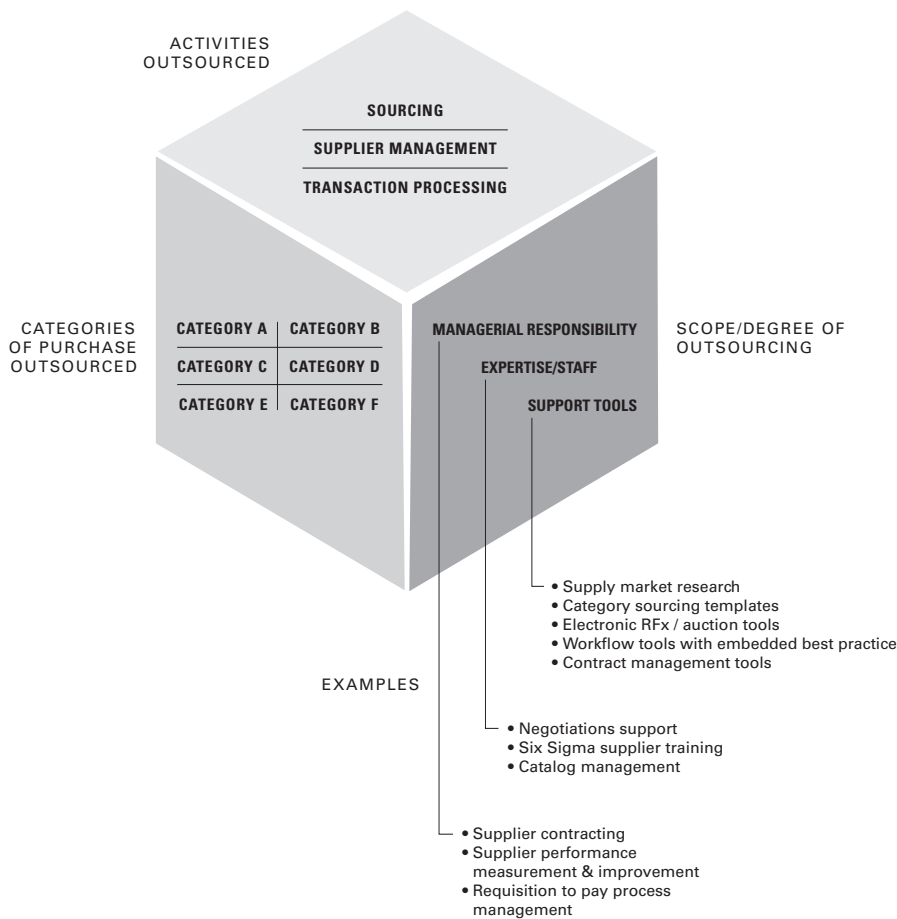 ACTIVITIES
OUTSOURCED
SOURCING
SUPPLIER MANAGEMENT
TRANSACTION PROCESSING
CATEGORIES
OF PURCHASE
OUTSOURCED
CATEGORY A
CATEGORY B
CATEGORY C
CATEGORY D
CATEGORY E
CATEGORY F
MANAGERIAL RESPONSIBILITY
EXPERTISE/STAFF
SUPPORT TOOLS
SCOPE/DEGREE OF
OUTSOURCING
EXAMPLES
• Supply market research
• Category sourcing templates
• Electronic RFx / auction tools
• Workflow tools with embedded best practice
• Contract management tools
• Negotiations support
• Six Sigma supplier training
• Catalog management
• Supplier contracting
• Supplier performance
measurement & improvement
• Requisition to pay process
management